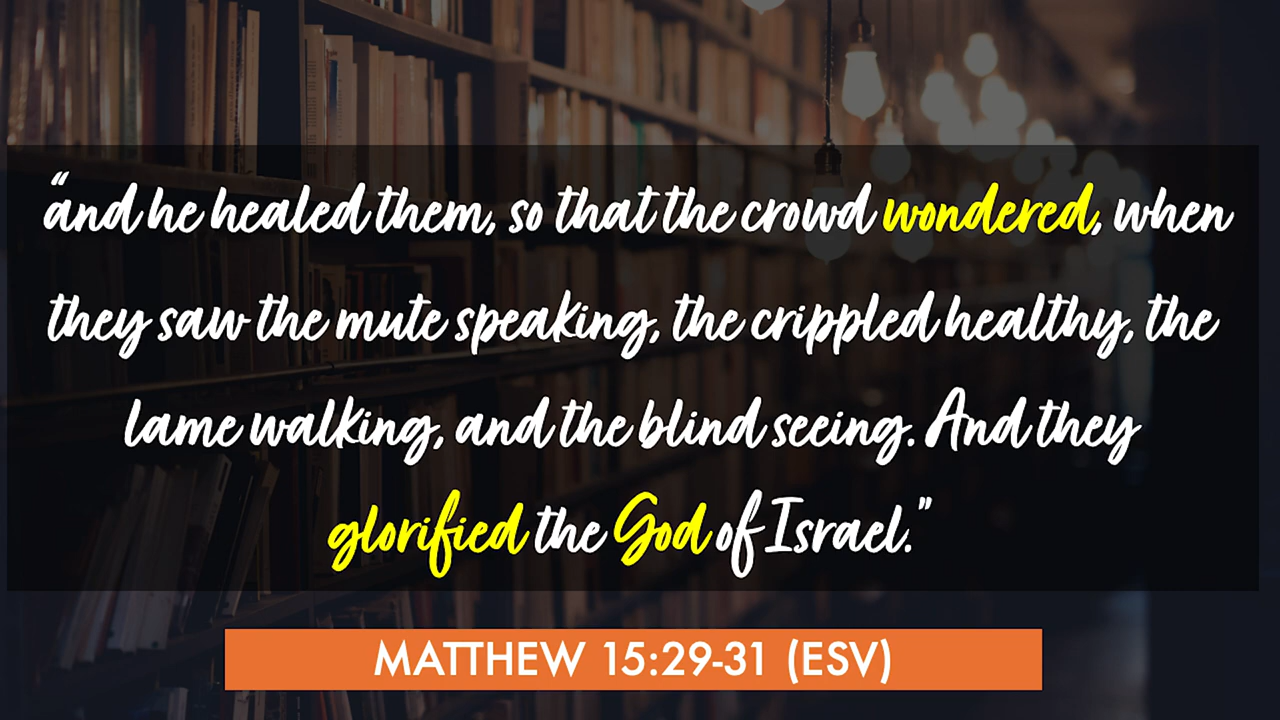 “and he healed them, so that the crowd wondered, when
they saw the mute speaking, the crippled healthy, the
lame walking, and the blind seeing. And they
glorified the God of Israel.”
MATTHEW 15:29-31 (ESV)